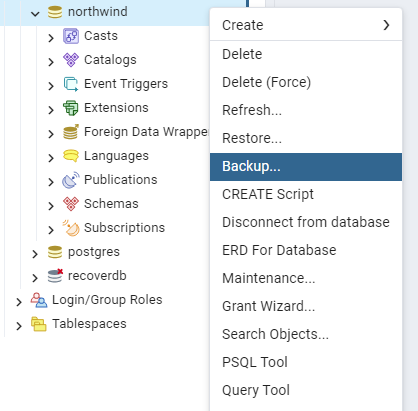 northwind
Casts
Catalogs
Event Triggers
Extensions
Foreign Data Wrappe
Languages
Publications
Schemas
Subscriptions
postgres
recoverdb
Login/Group Roles
Tablespaces
Create
Delete
Delete (Force)
Refresh...
Restore...
Backup...
CREATE Script
Disconnect from database
ERD For Database
Maintenance...
Grant Wizard...
Search Objects...
PSQL Tool
Query Tool